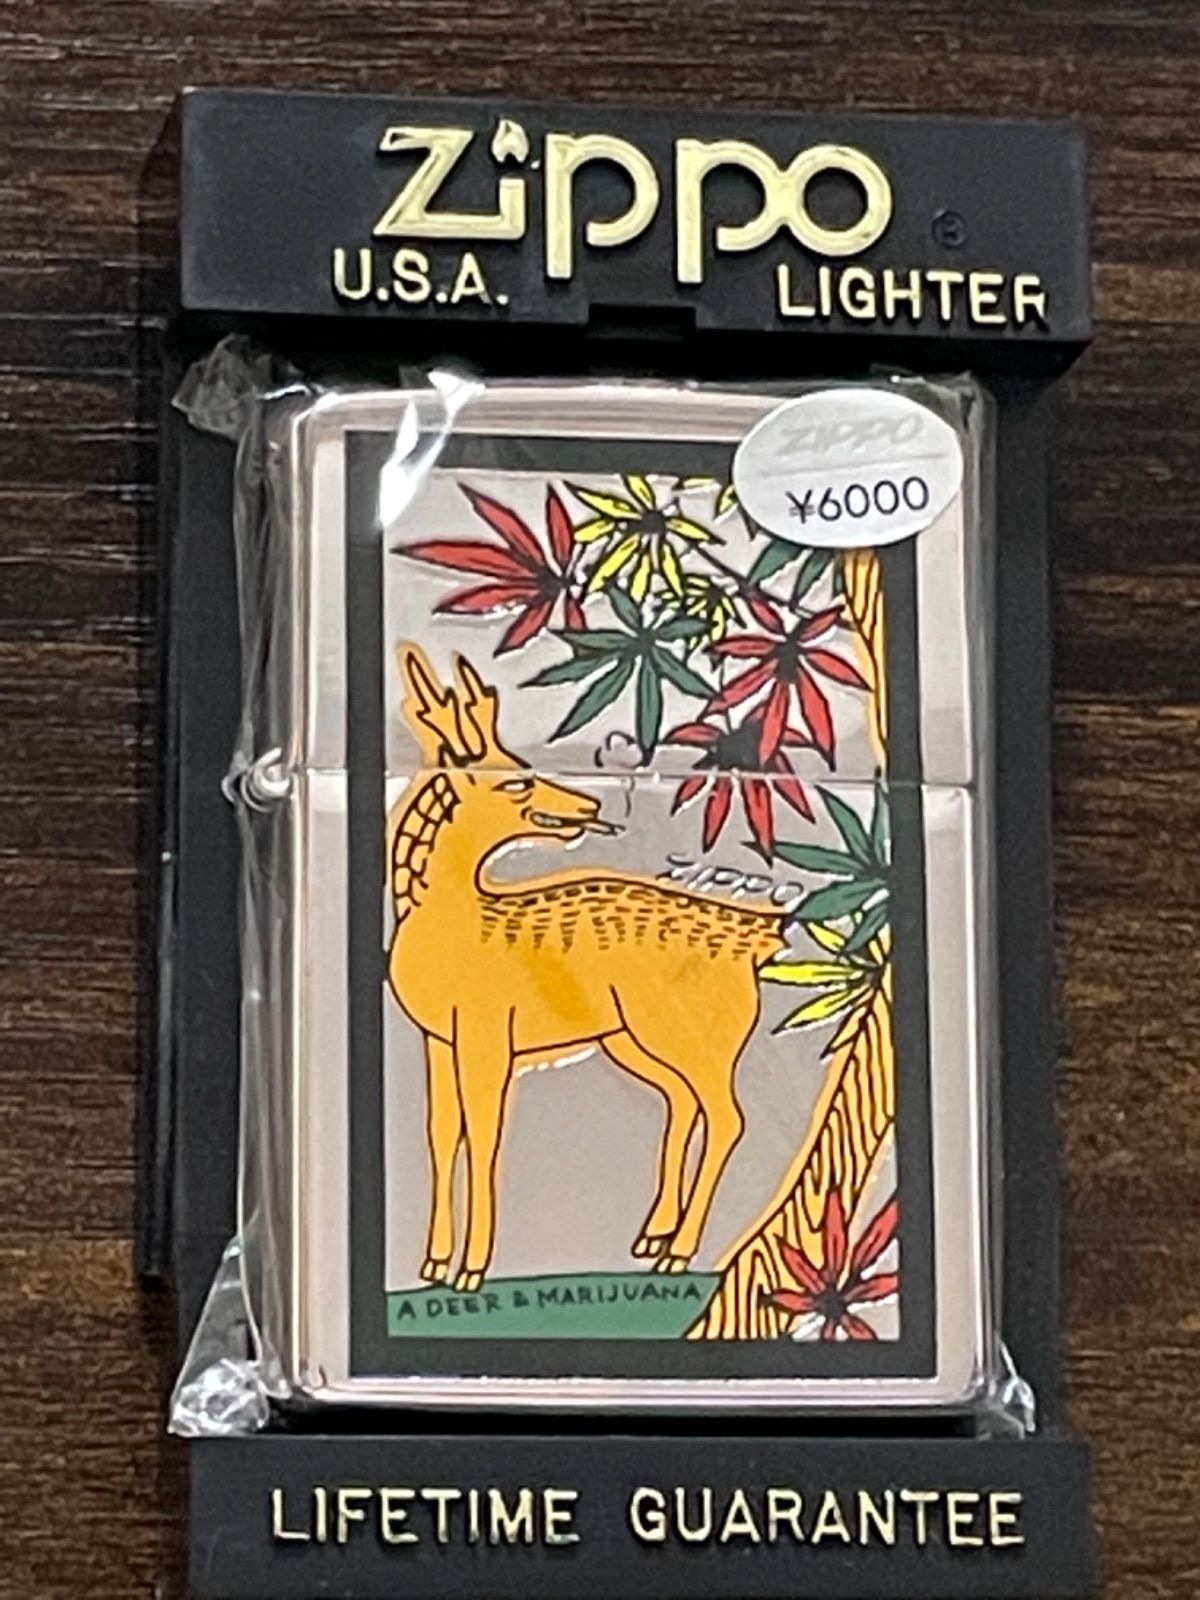 Zippo ®
U.S.A. LIGHTER
ZIPPO
¥6000
ZIPPO
A DEER & MARIJUANA
LIFETIME GUARANTEE